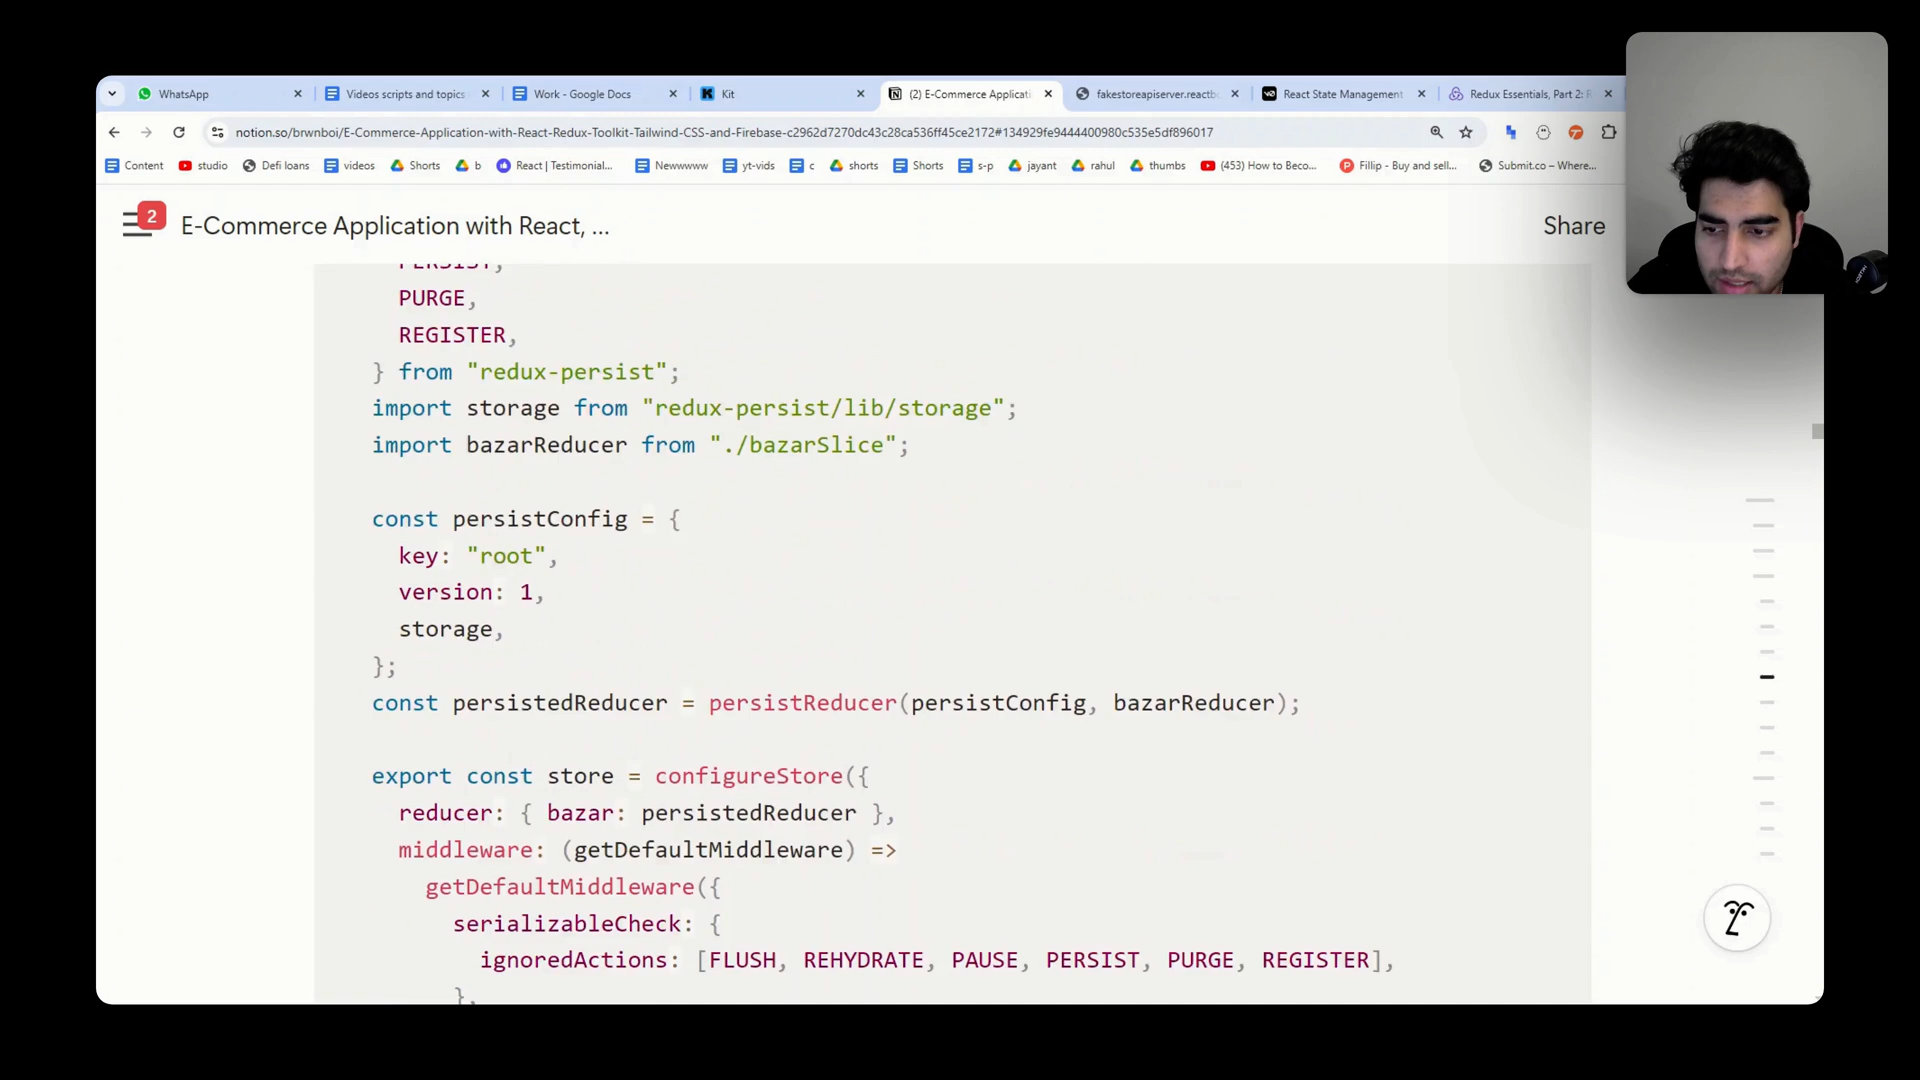 WhatsApp
Videos scripts and topics
Work - Google Docs
Kit
(2) E-Commerce Applicati
fakestoreapiserver.reactb
React State Management
Redux Essentials, Part 2: R
notion.so/brwnboi/E-Commerce-Application-with-React-Redux-Toolkit-Tailwind-CSS-and-Firebase-c2962d7270dc43c28ca536ff45ce2172#134929fe9444400980c535e5df896017
Content
studio
Defi loans
videos
Shorts
b
React | Testimonial...
Newwwww
yt-vids
c
shorts
Shorts
s-p
jayant
rahul
thumbs
(453) How to Beco...
Fillip - Buy and sell...
Submit.co – Where...
2
E-Commerce Application with React, ...
Share
PERSIST,
PURGE,
REGISTER,
} from "redux-persist";
import storage from "redux-persist/lib/storage";
import bazarReducer from "./bazarSlice";
const persistConfig = {
key: "root",
version: 1,
storage,
};
const persistedReducer = persistReducer(persistConfig, bazarReducer);
export const store = configureStore({
reducer: { bazar: persistedReducer },
middleware: (getDefaultMiddleware) =>
getDefaultMiddleware({
serializableCheck: {
ignoredActions: [FLUSH, REHYDRATE, PAUSE, PERSIST, PURGE, REGISTER],
},